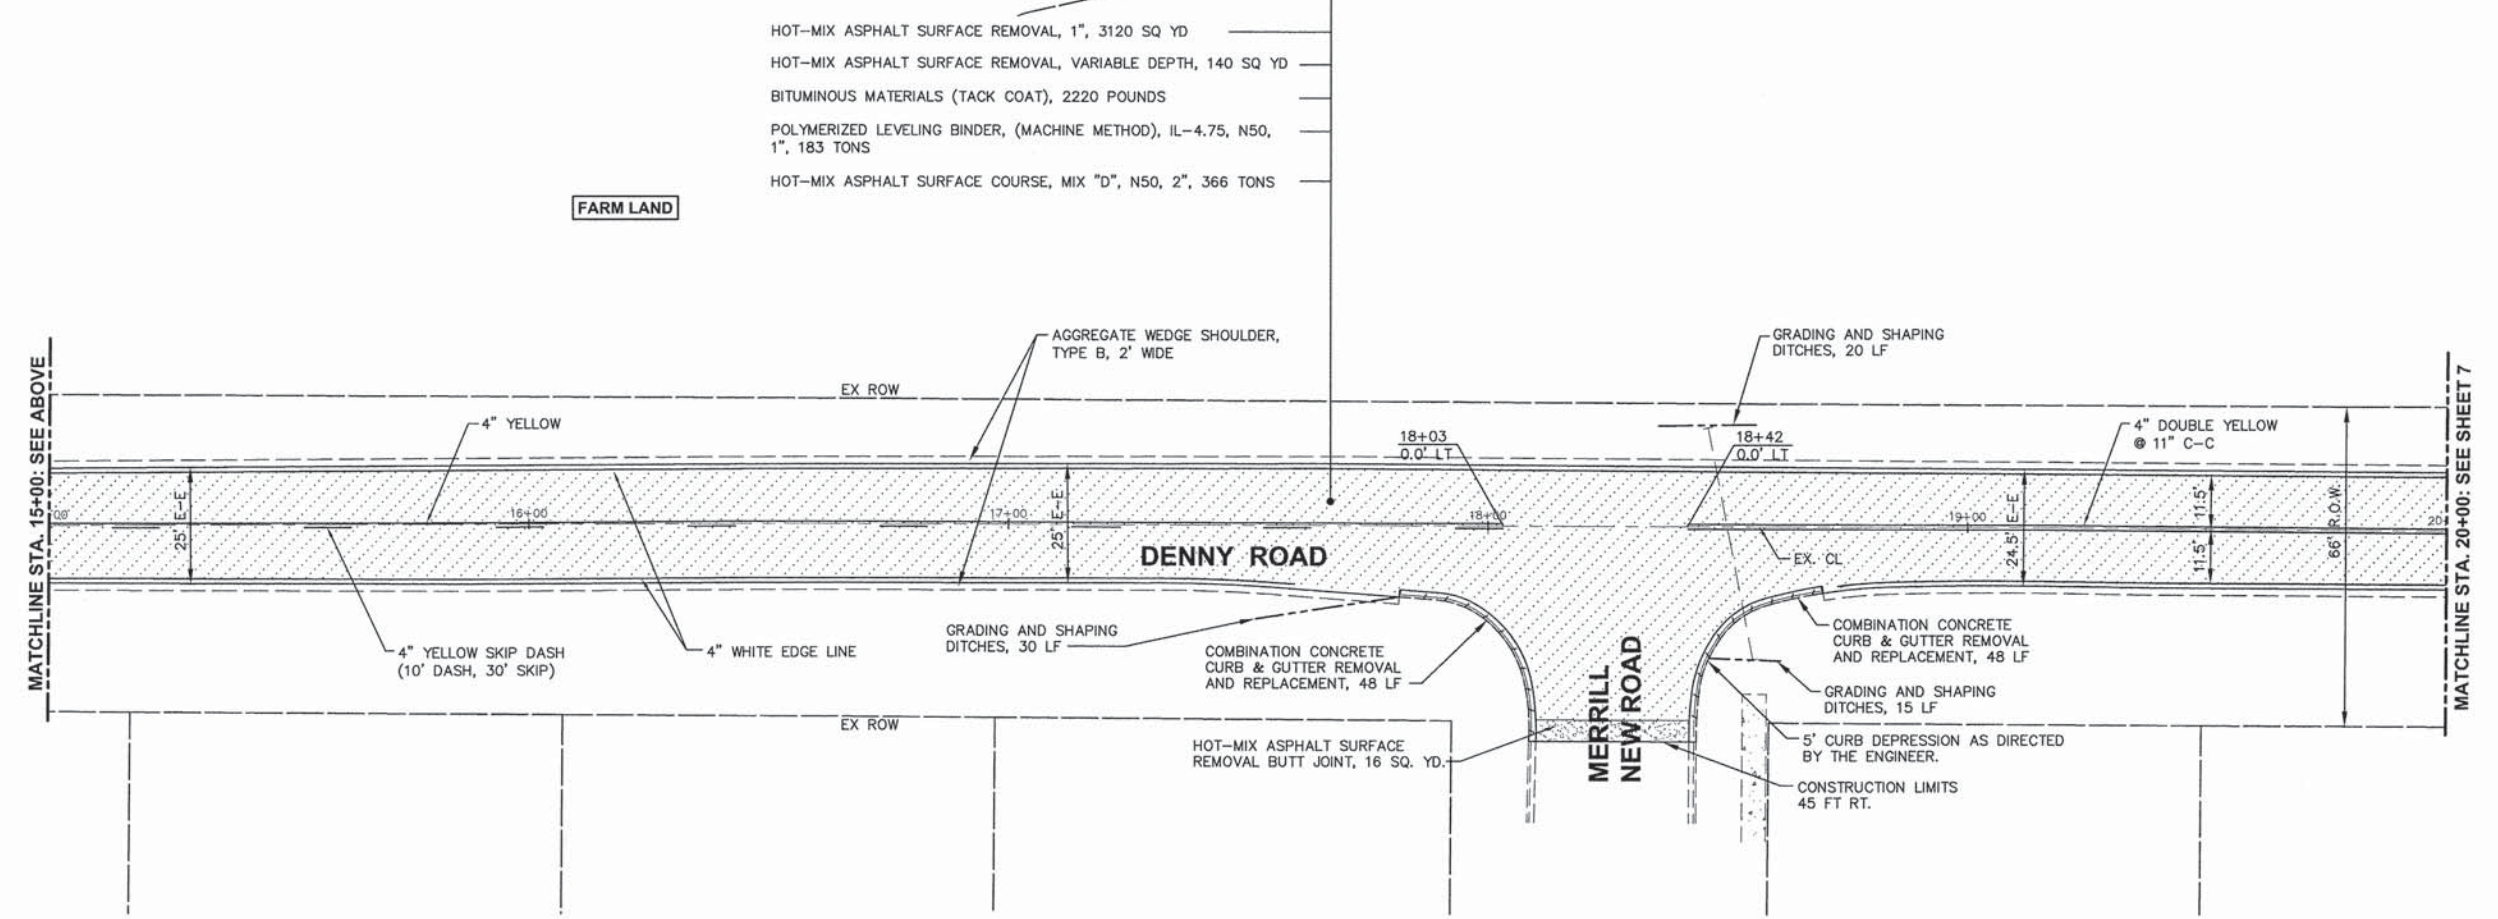 HOT-MIX ASPHALT SURFACE REMOVAL, 1", 3120 SQ YD
HOT-MIX ASPHALT SURFACE REMOVAL, VARIABLE DEPTH, 140 SQ YD
BITUMINOUS MATERIALS (TACK COAT), 2220 POUNDS
POLYMERIZED LEVELING BINDER, (MACHINE METHOD), IL-4.75, N50,
1", 183 TONS
HOT-MIX ASPHALT SURFACE COURSE, MIX "D", N50, 2", 366 TONS
FARM LAND
MATCHLINE STA. 15+00: SEE ABOVE
AGGREGATE WEDGE SHOULDER,
TYPE B, 2' WIDE
GRADING AND SHAPING
DITCHES, 20 LF
EX ROW
4" YELLOW
18+03
0.0' LT
18+42
0.0' LT
4" DOUBLE YELLOW
@ 11" C-C
MATCHLINE STA. 20+00: SEE SHEET 7
00
25' E-E
16+00
17+00
25' E-E
18+00
19+00
24.5' E-E
11.5'
11.5'
66' R.O.W.
20
DENNY ROAD
EX. CL
4" YELLOW SKIP DASH
(10' DASH, 30' SKIP)
4" WHITE EDGE LINE
GRADING AND SHAPING
DITCHES, 30 LF
COMBINATION CONCRETE
CURB & GUTTER REMOVAL
AND REPLACEMENT, 48 LF
COMBINATION CONCRETE
CURB & GUTTER REMOVAL
AND REPLACEMENT, 48 LF
GRADING AND SHAPING
DITCHES, 15 LF
MERRILL
NEW ROAD
EX ROW
HOT-MIX ASPHALT SURFACE
REMOVAL BUTT JOINT, 16 SQ. YD.
5' CURB DEPRESSION AS DIRECTED
BY THE ENGINEER.
CONSTRUCTION LIMITS
45 FT RT.